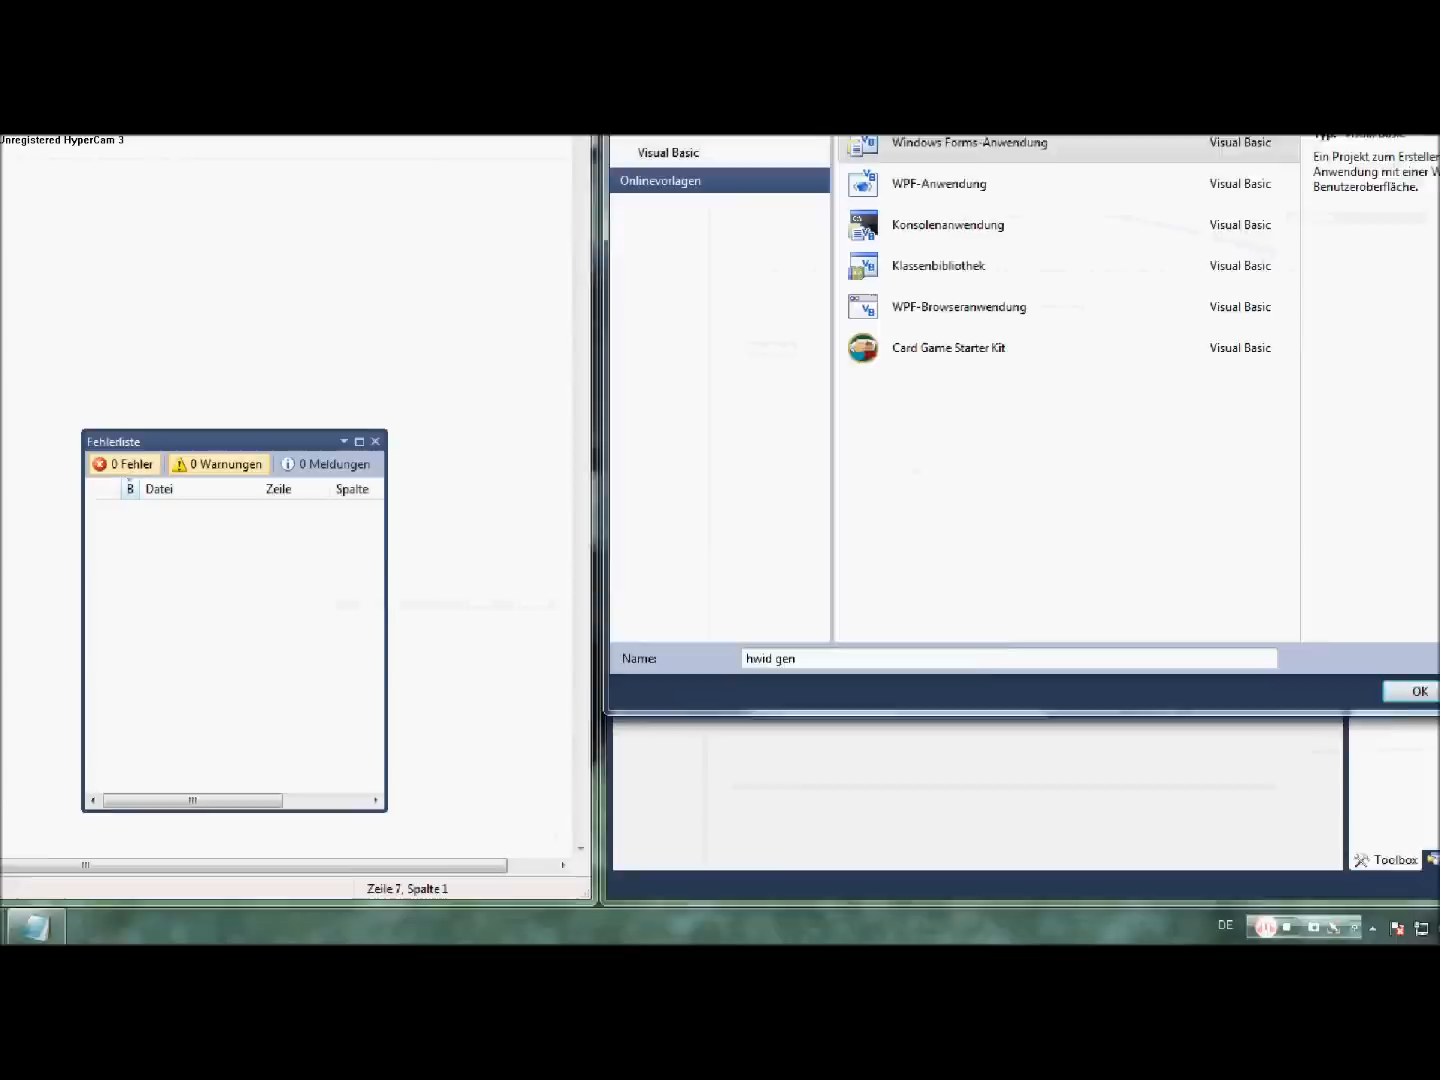 Unregistered HyperCam 3
Visual Basic
Onlinevorlagen
Windows Forms-Anwendung Visual Basic
WPF-Anwendung Visual Basic
Konsolenanwendung Visual Basic
Klassenbibliothek Visual Basic
WPF-Browseranwendung Visual Basic
Card Game Starter Kit Visual Basic
Typ: Visual Basic
Ein Projekt zum Erstellen
Anwendung mit einer W
Benutzeroberfläche.
Fehlerliste
0 Fehler 0 Warnungen 0 Meldungen
B Datei Zeile Spalte
Name: hwid gen
OK
Toolbox
Zeile 7, Spalte 1
DE